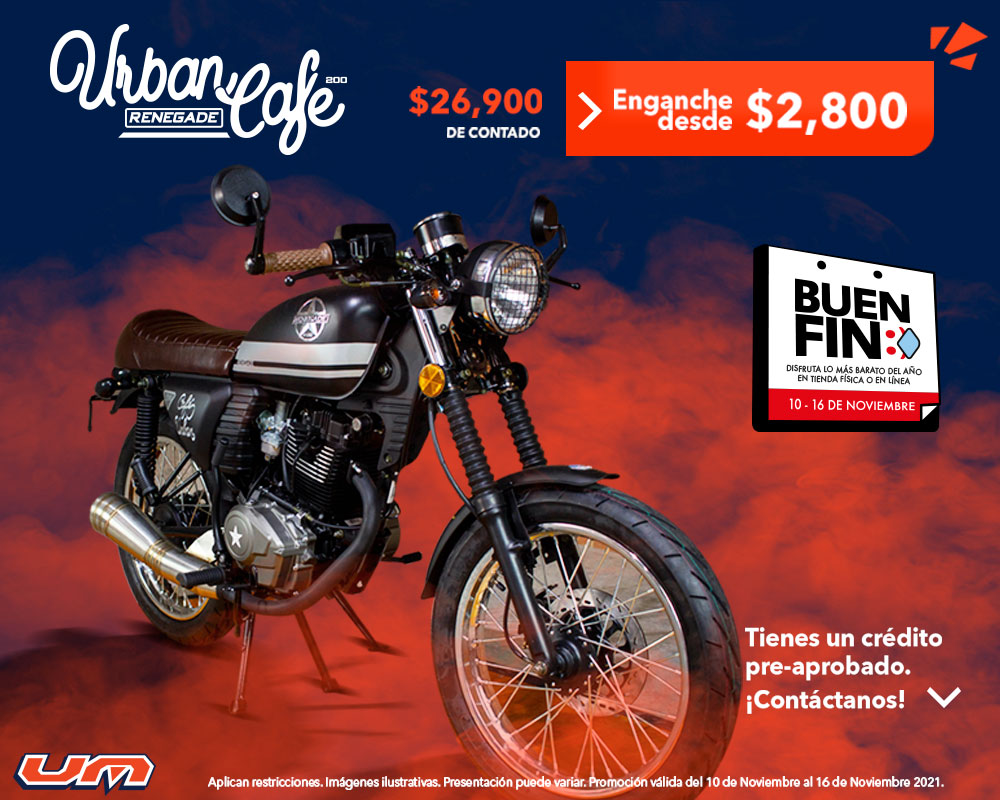 Urban Café 200
RENEGADE
$26,900
DE CONTADO
Enganche
desde
$2,800
BUEN
FIN
DISFRUTA LO MÁS BARATO DEL AÑO
EN TIENDA FÍSICA O EN LÍNEA
10 - 16 DE NOVIEMBRE
Tienes un crédito
pre-aprobado.
¡Contáctanos!
UM
Aplican restricciones. Imágenes ilustrativas. Presentación puede variar. Promoción válida del 10 de Noviembre al 16 de Noviembre 2021.